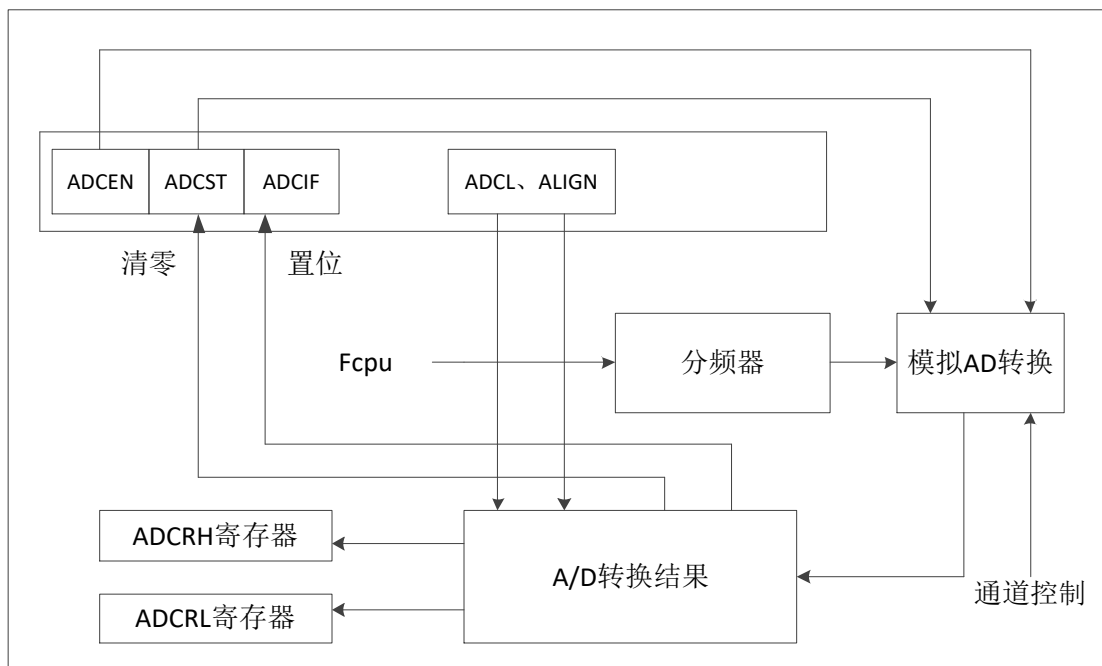 ADCEN
ADCST
ADCIF
ADCL、ALIGN
清零
置位
Fcpu
分频器
模拟AD转换
ADCRH寄存器
A/D转换结果
ADCRL寄存器
通道控制